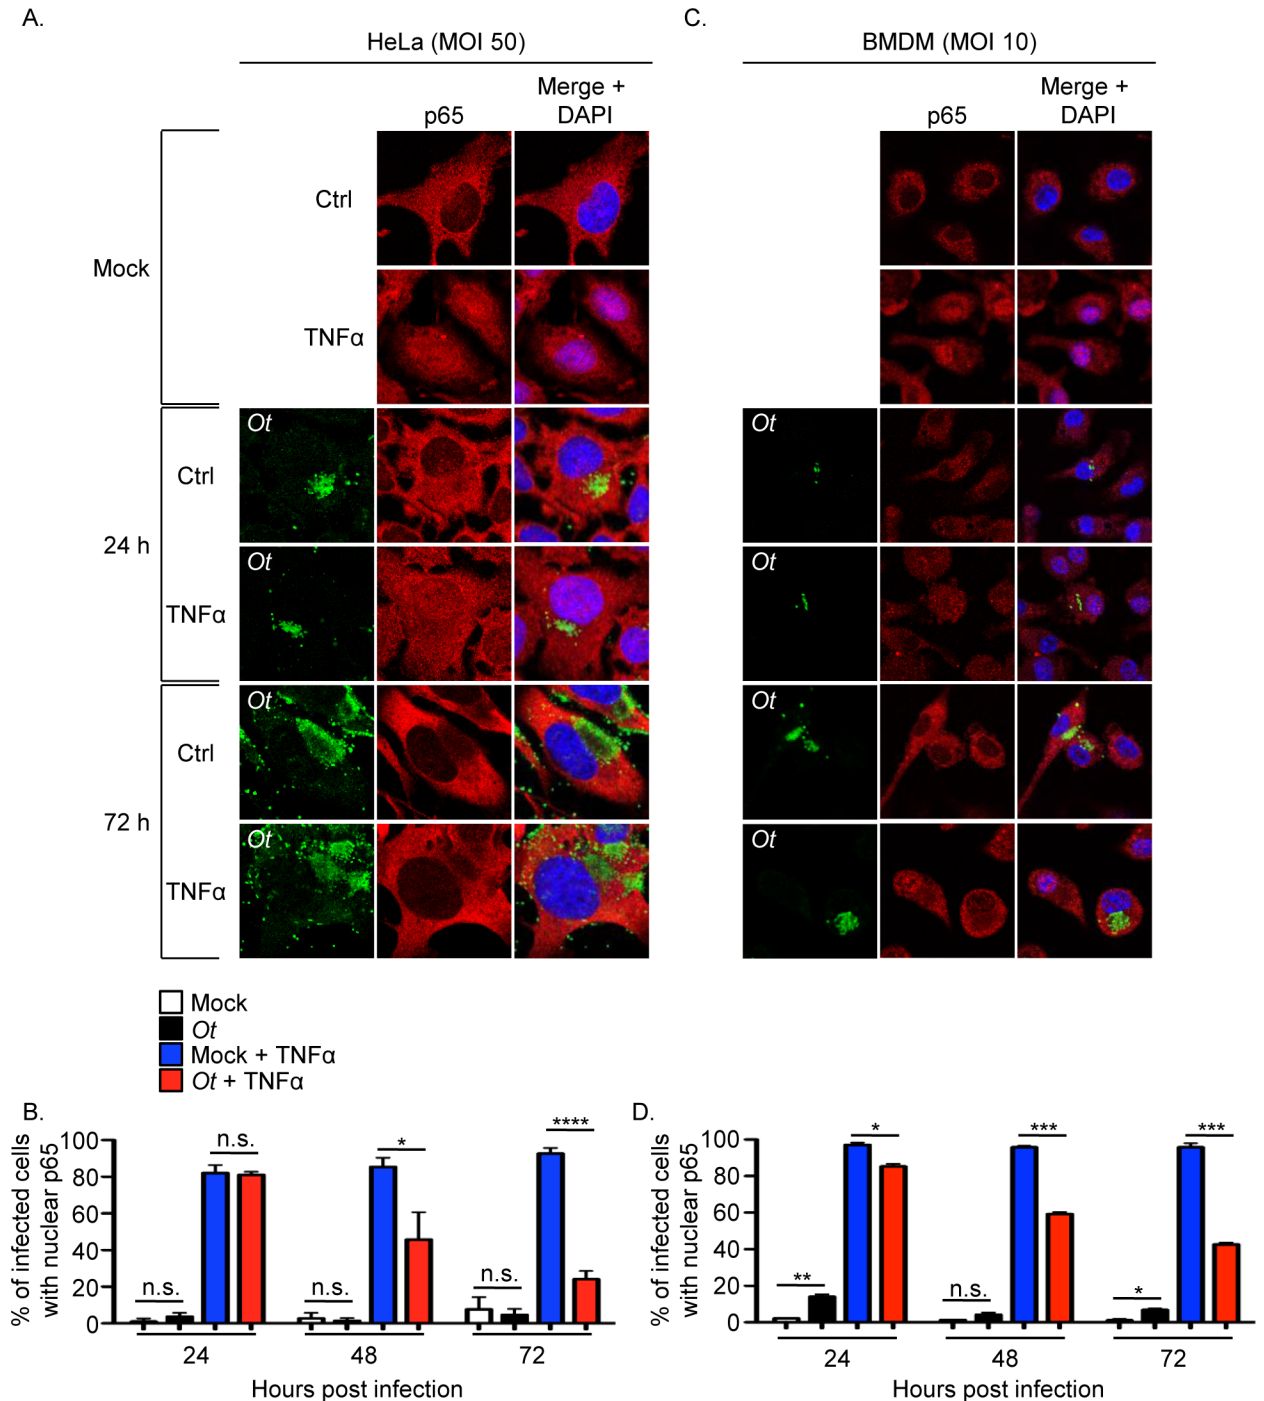 A.
HeLa (MOI 50)
p65
Merge +
DAPI
Mock
Ctrl
TNFα
24 h
Ctrl
Ot
TNFα
Ot
72 h
Ctrl
Ot
TNFα
Ot
C.
BMDM (MOI 10)
p65
Merge +
DAPI
Ot
Ot
Ot
Ot
Mock
Ot
Mock + TNFα
Ot + TNFα
B.
% of infected cells
with nuclear p65
100
80
60
40
20
0
n.s.
n.s.
n.s.
*
n.s.
****
24
48
72
Hours post infection
D.
% of infected cells
with nuclear p65
100
80
60
40
20
0
**
*
n.s.
***
*
***
24
48
72
Hours post infection